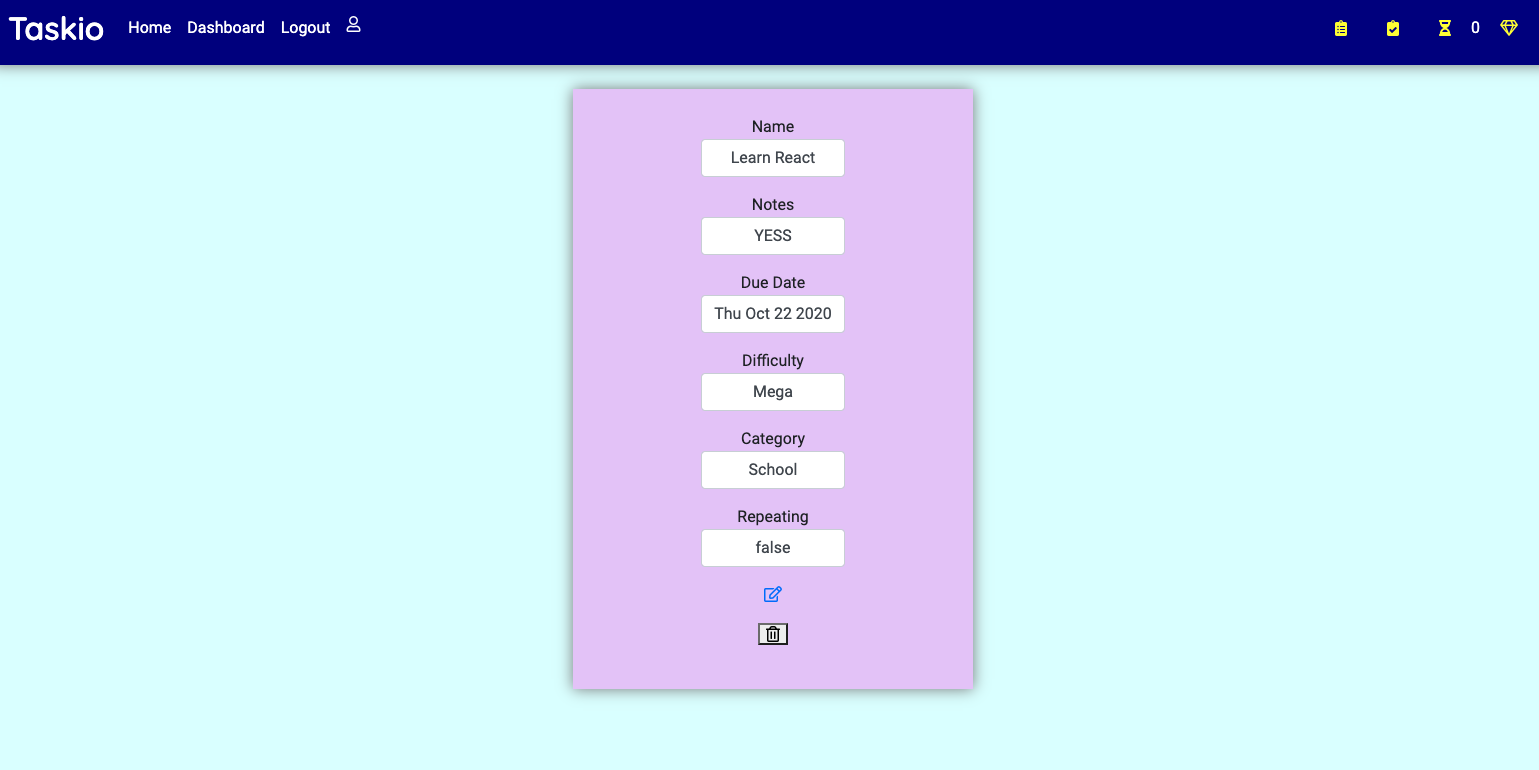 Taskio Home Dashboard Logout 0
Name
Learn React
Notes
YESS
Due Date
Thu Oct 22 2020
Difficulty
Mega
Category
School
Repeating
false